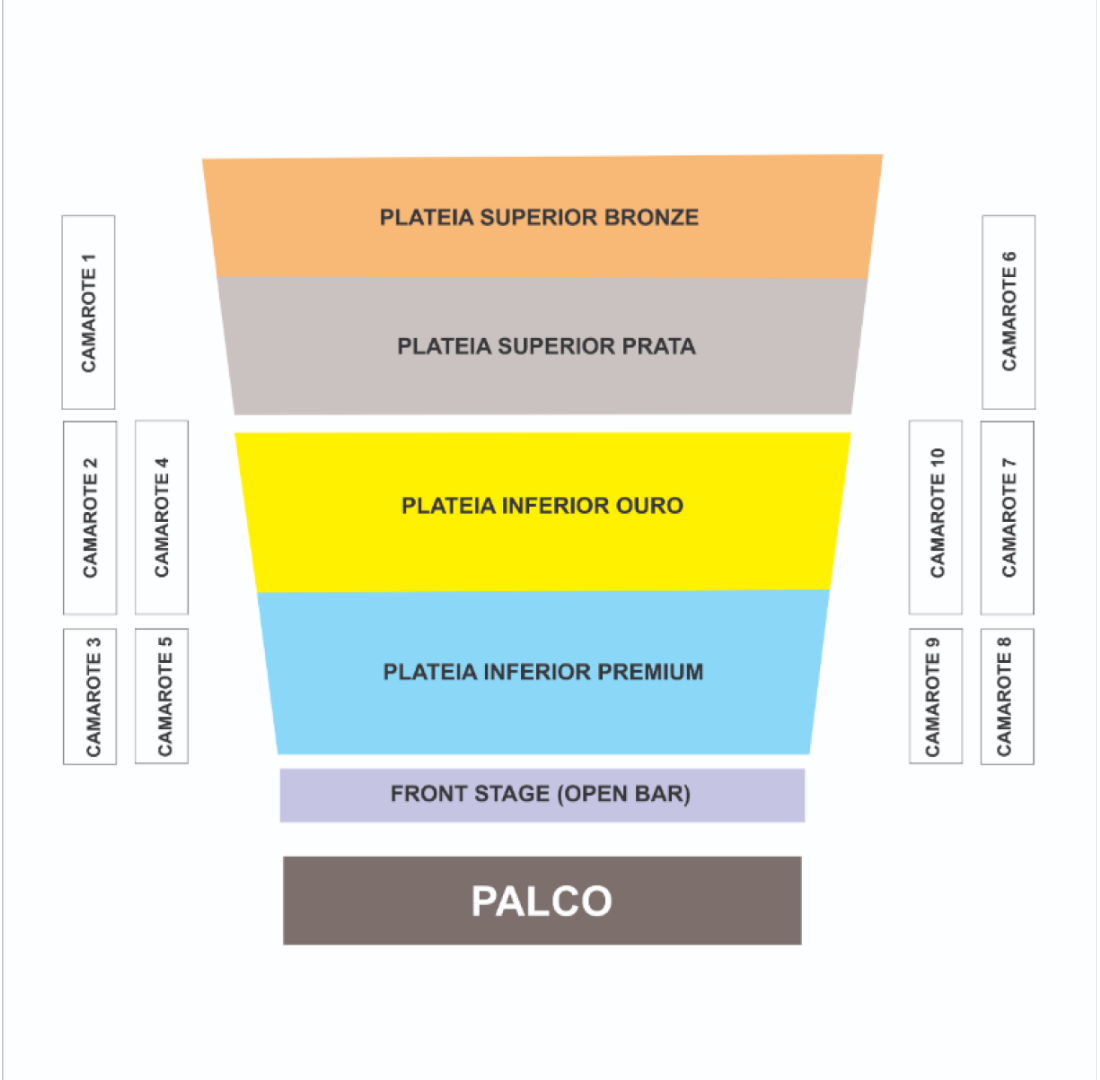 PLATEIA SUPERIOR BRONZE
CAMAROTE 1
CAMAROTE 6
PLATEIA SUPERIOR PRATA
CAMAROTE 2
CAMAROTE 4
PLATEIA INFERIOR OURO
CAMAROTE 10
CAMAROTE 7
CAMAROTE 3
CAMAROTE 5
PLATEIA INFERIOR PREMIUM
CAMAROTE 9
CAMAROTE 8
FRONT STAGE (OPEN BAR)
PALCO